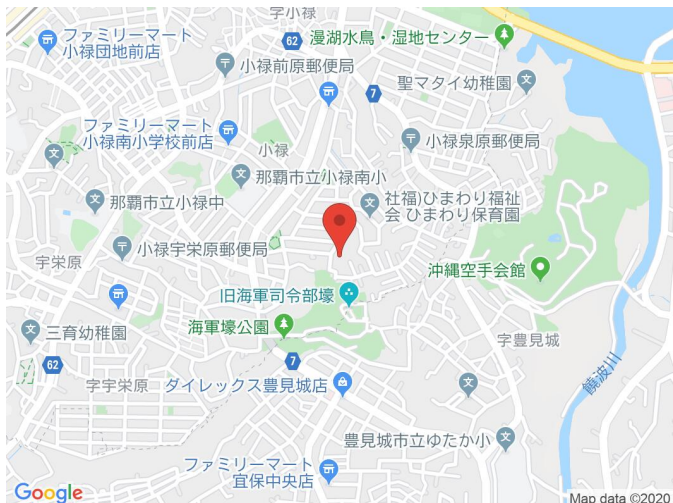 字小禄
ファミリーマート
小禄団地前店
62
漫湖水鳥・湿地センター
小禄前原郵便局
聖マタイ幼稚園
7
ファミリーマート
小禄南小学校前店
小禄泉原郵便局
小禄
那覇市立小禄南小
社福)ひまわり福祉
会 ひまわり保育園
那覇市立小禄中
小禄宇栄原郵便局
宇栄原
沖縄空手会館
旧海軍司令部壕
海軍壕公園
三育幼稚園
字豊見城
62
7
饒波川
字宇栄原
ダイレックス豊見城店
豊見城市立ゆたか小
ファミリーマート
宜保中央店
Google
Map data ©2020